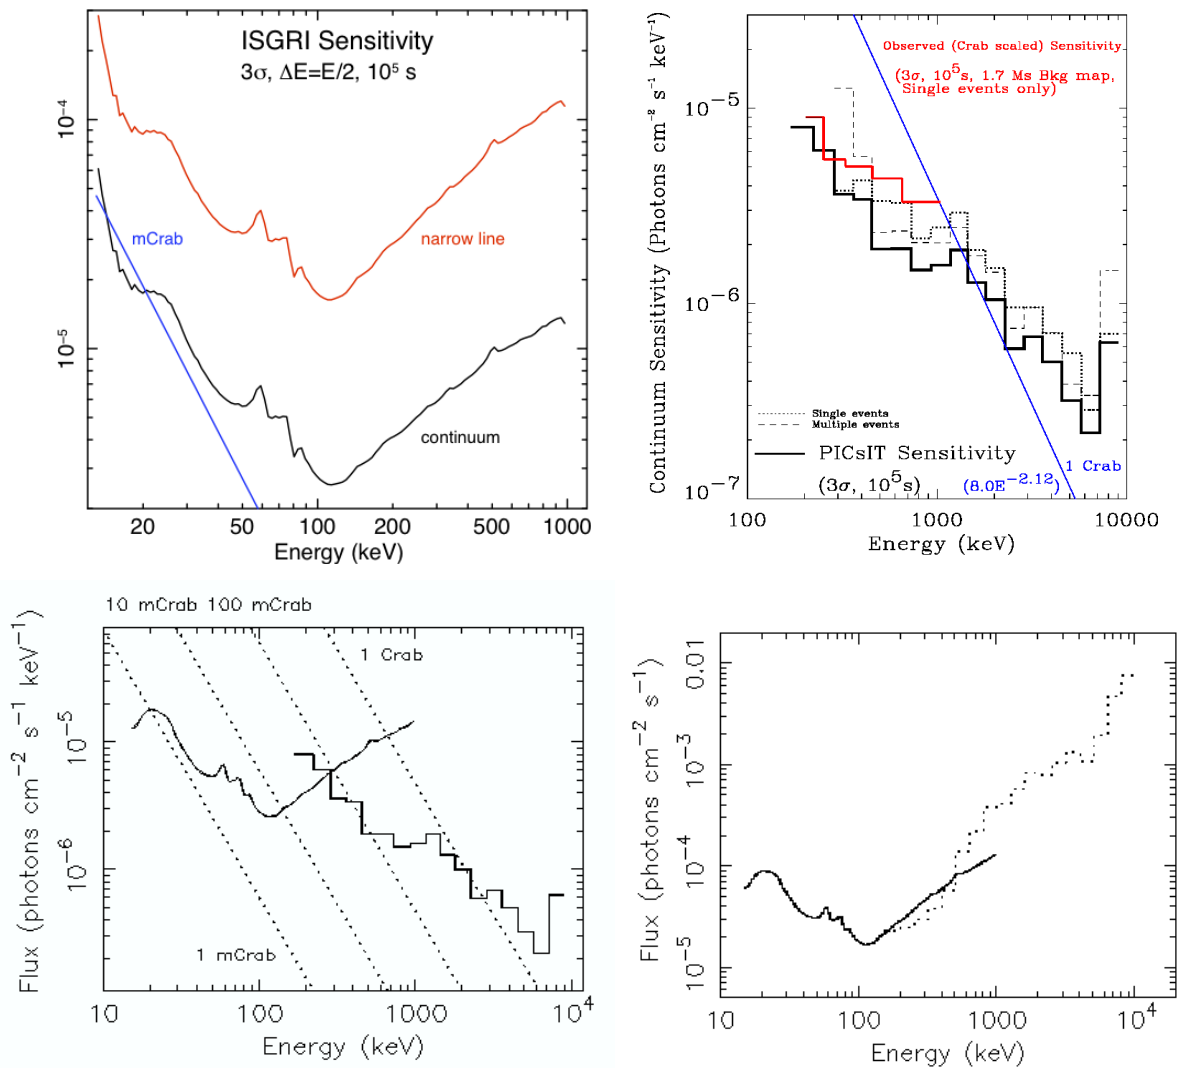 ISGRI Sensitivity
3σ, ΔE=E/2, 10⁵ s
10⁻⁴
10⁻⁵
mCrab
narrow line
continuum
20 50 100 200 500 1000
Energy (keV)
Continuum Sensitivity (Photons cm⁻² s⁻¹ keV⁻¹)
Observed (Crab scaled) Sensitivity
(3σ, 10⁵s, 1.7 Ms Bkg map,
Single events only)
10⁻⁵
10⁻⁶
10⁻⁷
Single events
Multiple events
PICsIT Sensitivity
(3σ, 10⁵s)
1 Crab
(8.0E⁻²·¹²)
100 1000 10000
Energy (keV)
10 mCrab 100 mCrab
1 Crab
1 mCrab
Flux (photons cm⁻² s⁻¹ keV⁻¹)
10⁻⁵
10⁻⁶
10 100 1000 10⁴
Energy (keV)
Flux (photons cm⁻² s⁻¹)
0.01
10⁻³
10⁻⁴
10⁻⁵
10 100 1000 10⁴
Energy (keV)